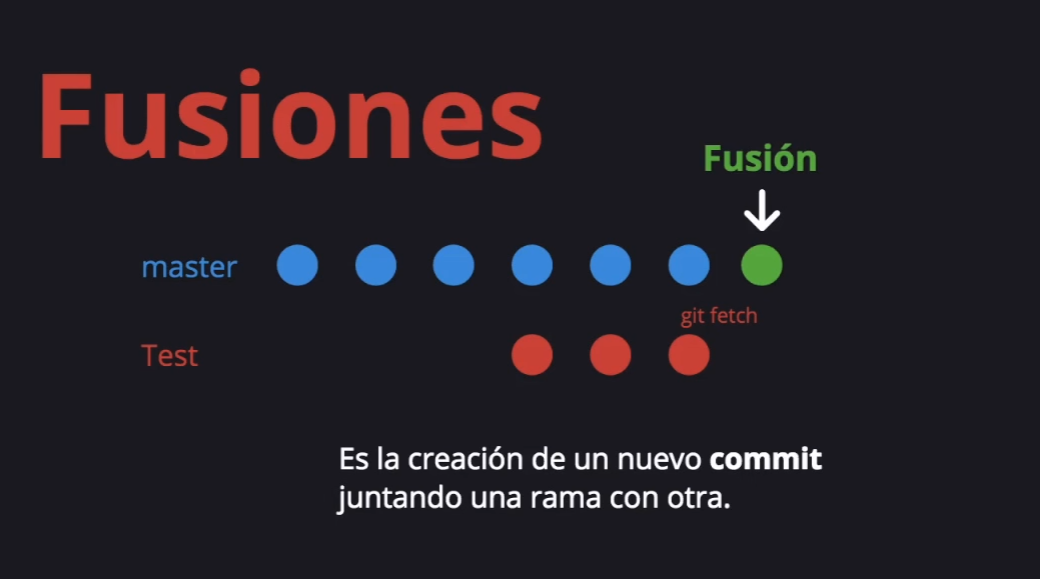 Fusiones
Fusión
master
git fetch
Test
Es la creación de un nuevo commit
juntando una rama con otra.